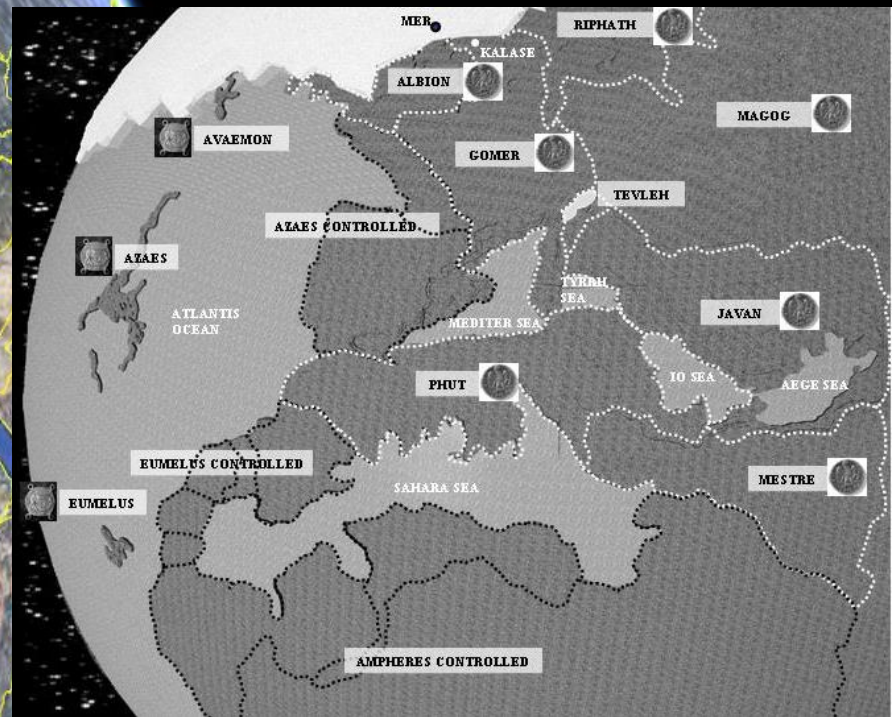 MER
RIPHATH
KALASE
ALBION
MAGOG
AVAEMON
GOMER
TEVLEH
AZAES CONTROLLED
AZAES
TYRRH
SEA
ATLANTIS
OCEAN
MEDITER SEA
JAVAN
IO SEA
AEGE SEA
PHUT
EUMELUS CONTROLLED
MESTRE
SAHARA SEA
EUMELUS
AMPHERES CONTROLLED